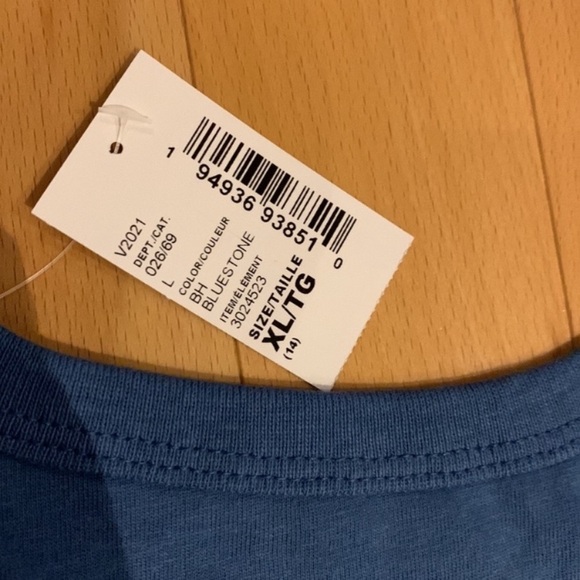 1 94936 93851 0
V2021
DEPT./CAT.
026/69
L
COLOR/COULEUR
BH
BLUESTONE
ITEM/ELÉMENT
3024523
SIZE/TAILLE
XL/TG
(14)